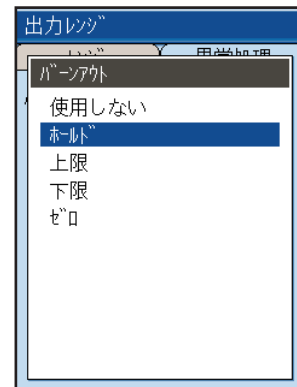 出力ﾚﾝｼﾞ
ﾊﾞｰﾝｱｳﾄ
使用しない
ﾎｰﾙﾄﾞ
上限
下限
ｾﾞﾛ